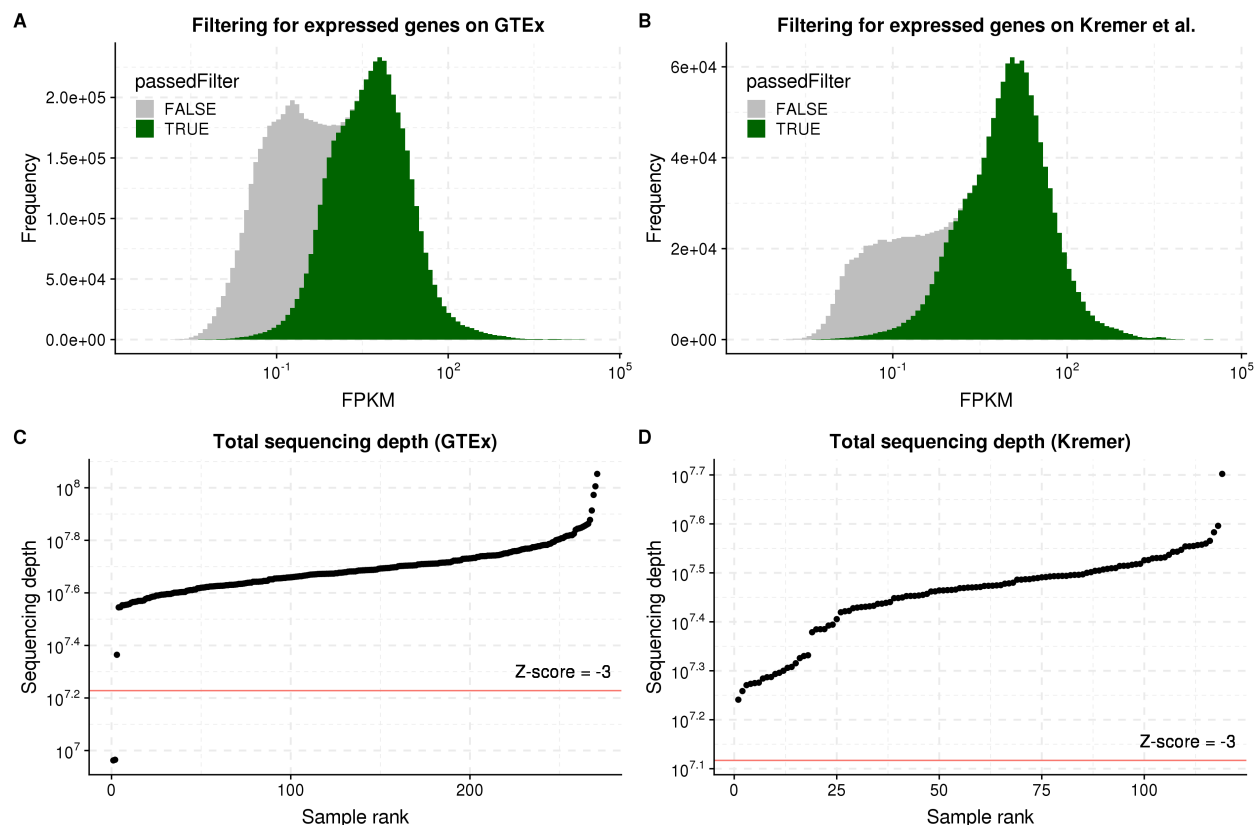 A
Filtering for expressed genes on GTEx
passedFilter
FALSE
TRUE
Frequency
2.0e+05
1.5e+05
1.0e+05
5.0e+04
0.0e+00
10^-1
10^2
10^5
FPKM
B
Filtering for expressed genes on Kremer et al.
passedFilter
FALSE
TRUE
Frequency
6e+04
4e+04
2e+04
0e+00
10^-1
10^2
10^5
FPKM
C
Total sequencing depth (GTEx)
Sequencing depth
10^8
10^7.8
10^7.6
10^7.4
10^7.2
10^7
Z-score = -3
0
100
200
Sample rank
D
Total sequencing depth (Kremer)
Sequencing depth
10^7.7
10^7.6
10^7.5
10^7.4
10^7.3
10^7.2
10^7.1
Z-score = -3
0
25
50
75
100
Sample rank